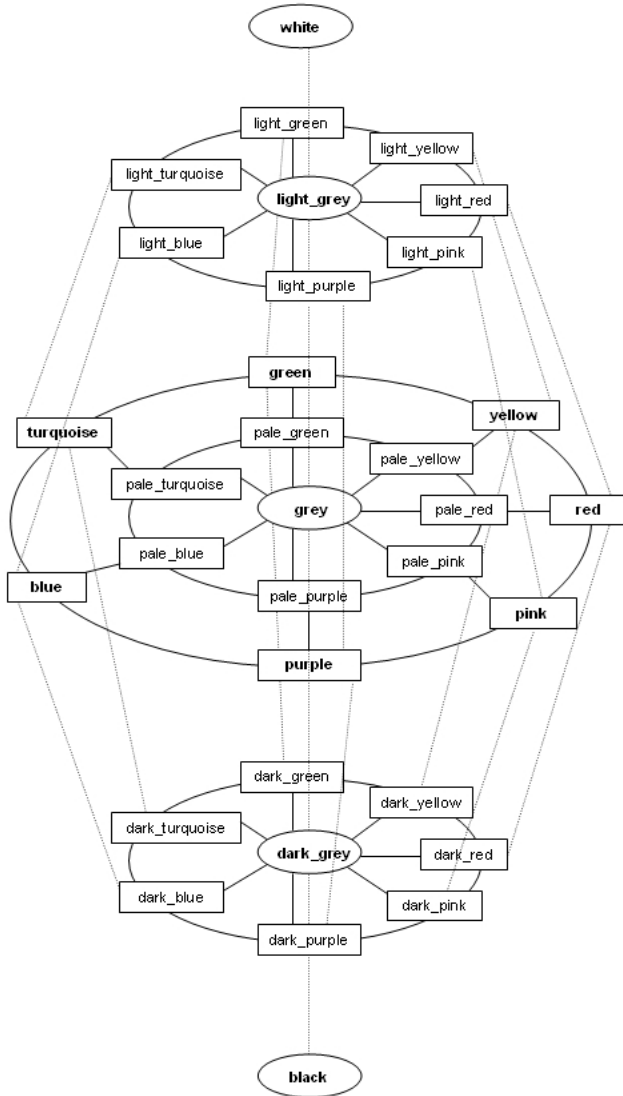 white
light_green
light_yellow
light_turquoise
light_grey
light_red
light_blue
light_pink
light_purple
green
yellow
turquoise
pale_green
pale_yellow
pale_turquoise
grey
pale_red
red
pale_blue
pale_pink
blue
pale_purple
pink
purple
dark_green
dark_yellow
dark_turquoise
dark_grey
dark_red
dark_blue
dark_pink
dark_purple
black